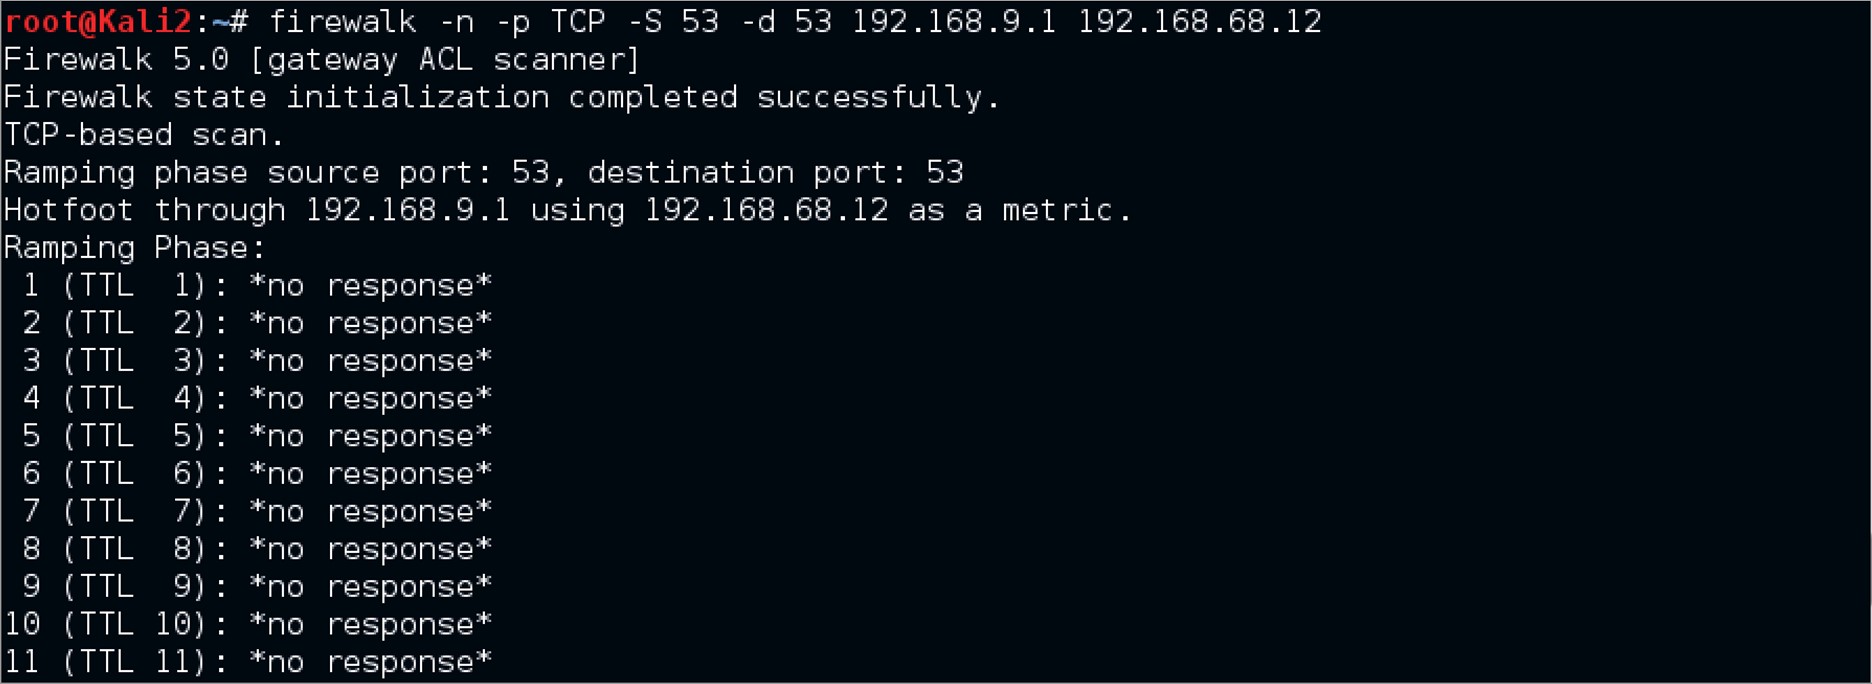 root@Kali2:~# firewalk -n -p TCP -S 53 -d 53 192.168.9.1 192.168.68.12
Firewalk 5.0 [gateway ACL scanner]
Firewalk state initialization completed successfully.
TCP-based scan.
Ramping phase source port: 53, destination port: 53
Hotfoot through 192.168.9.1 using 192.168.68.12 as a metric.
Ramping Phase:
 1 (TTL  1): *no response*
 2 (TTL  2): *no response*
 3 (TTL  3): *no response*
 4 (TTL  4): *no response*
 5 (TTL  5): *no response*
 6 (TTL  6): *no response*
 7 (TTL  7): *no response*
 8 (TTL  8): *no response*
 9 (TTL  9): *no response*
10 (TTL 10): *no response*
11 (TTL 11): *no response*